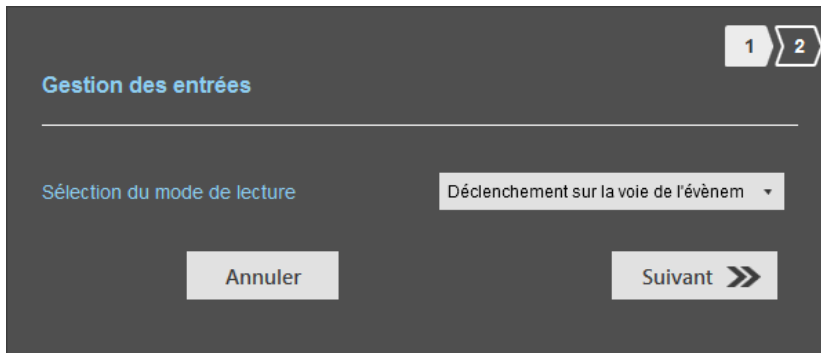 1 2
Gestion des entrées
Sélection du mode de lecture Déclenchement sur la voie de l'évènem
Annuler Suivant